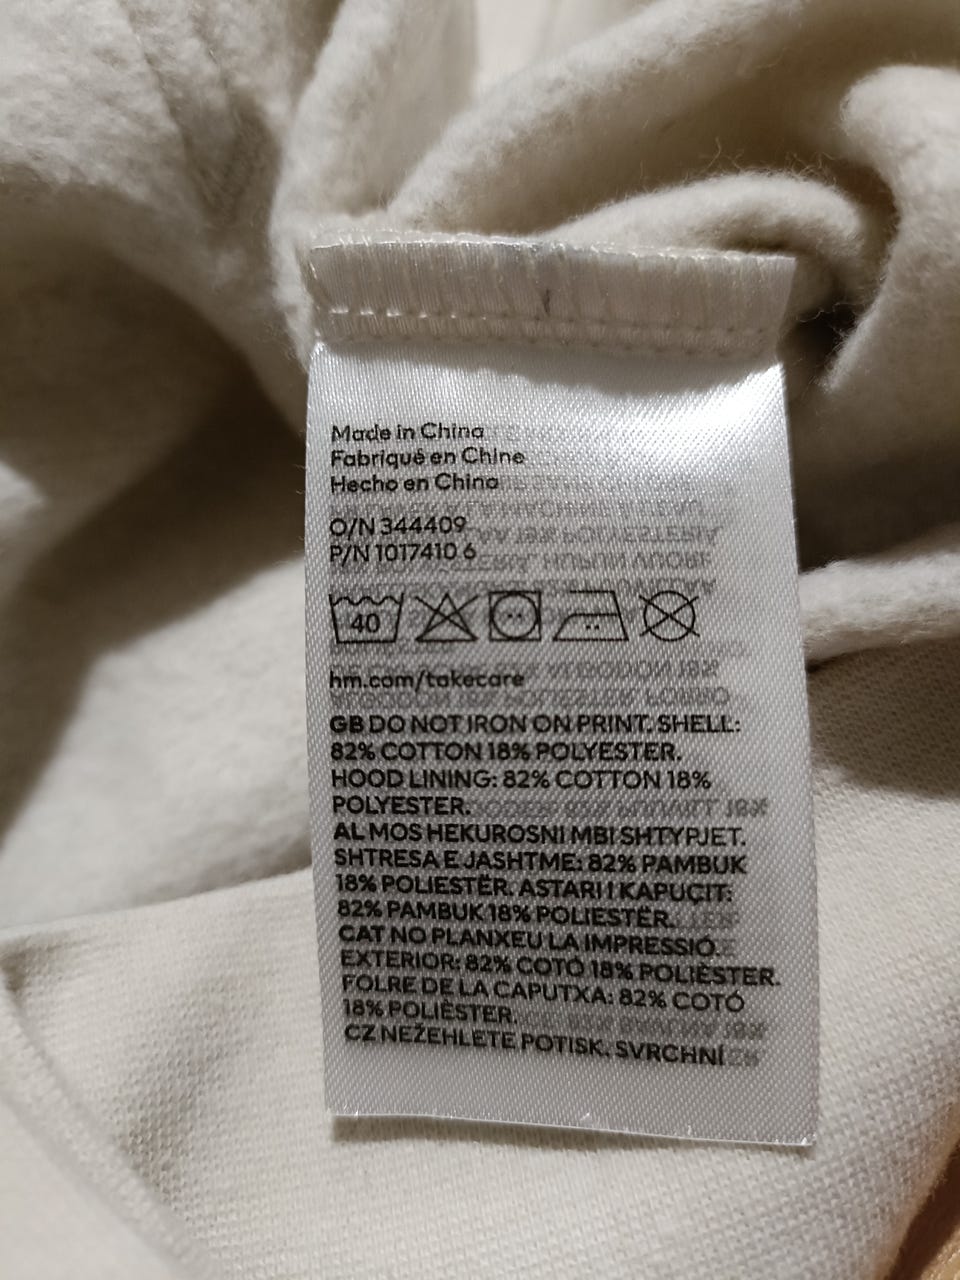 Made in China
Fabriqué en Chine
Hecho en China
O/N 344409
P/N 1017410 6
40
hm.com/takecare
GB DO NOT IRON ON PRINT. SHELL:
82% COTTON 18% POLYESTER.
HOOD LINING: 82% COTTON 18%
POLYESTER.
AL MOS HEKUROSNI MBI SHTYPJET.
SHTRESA E JASHTME: 82% PAMBUK
18% POLIESTËR. ASTARI I KAPUÇIT:
82% PAMBUK 18% POLIESTËR.
CAT NO PLANXEU LA IMPRESSIÓ.
EXTERIOR: 82% COTÓ 18% POLIÈSTER.
FOLRE DE LA CAPUTXA: 82% COTÓ
18% POLIÈSTER.
CZ NEŽEHLETE POTISK. SVRCHNÍ